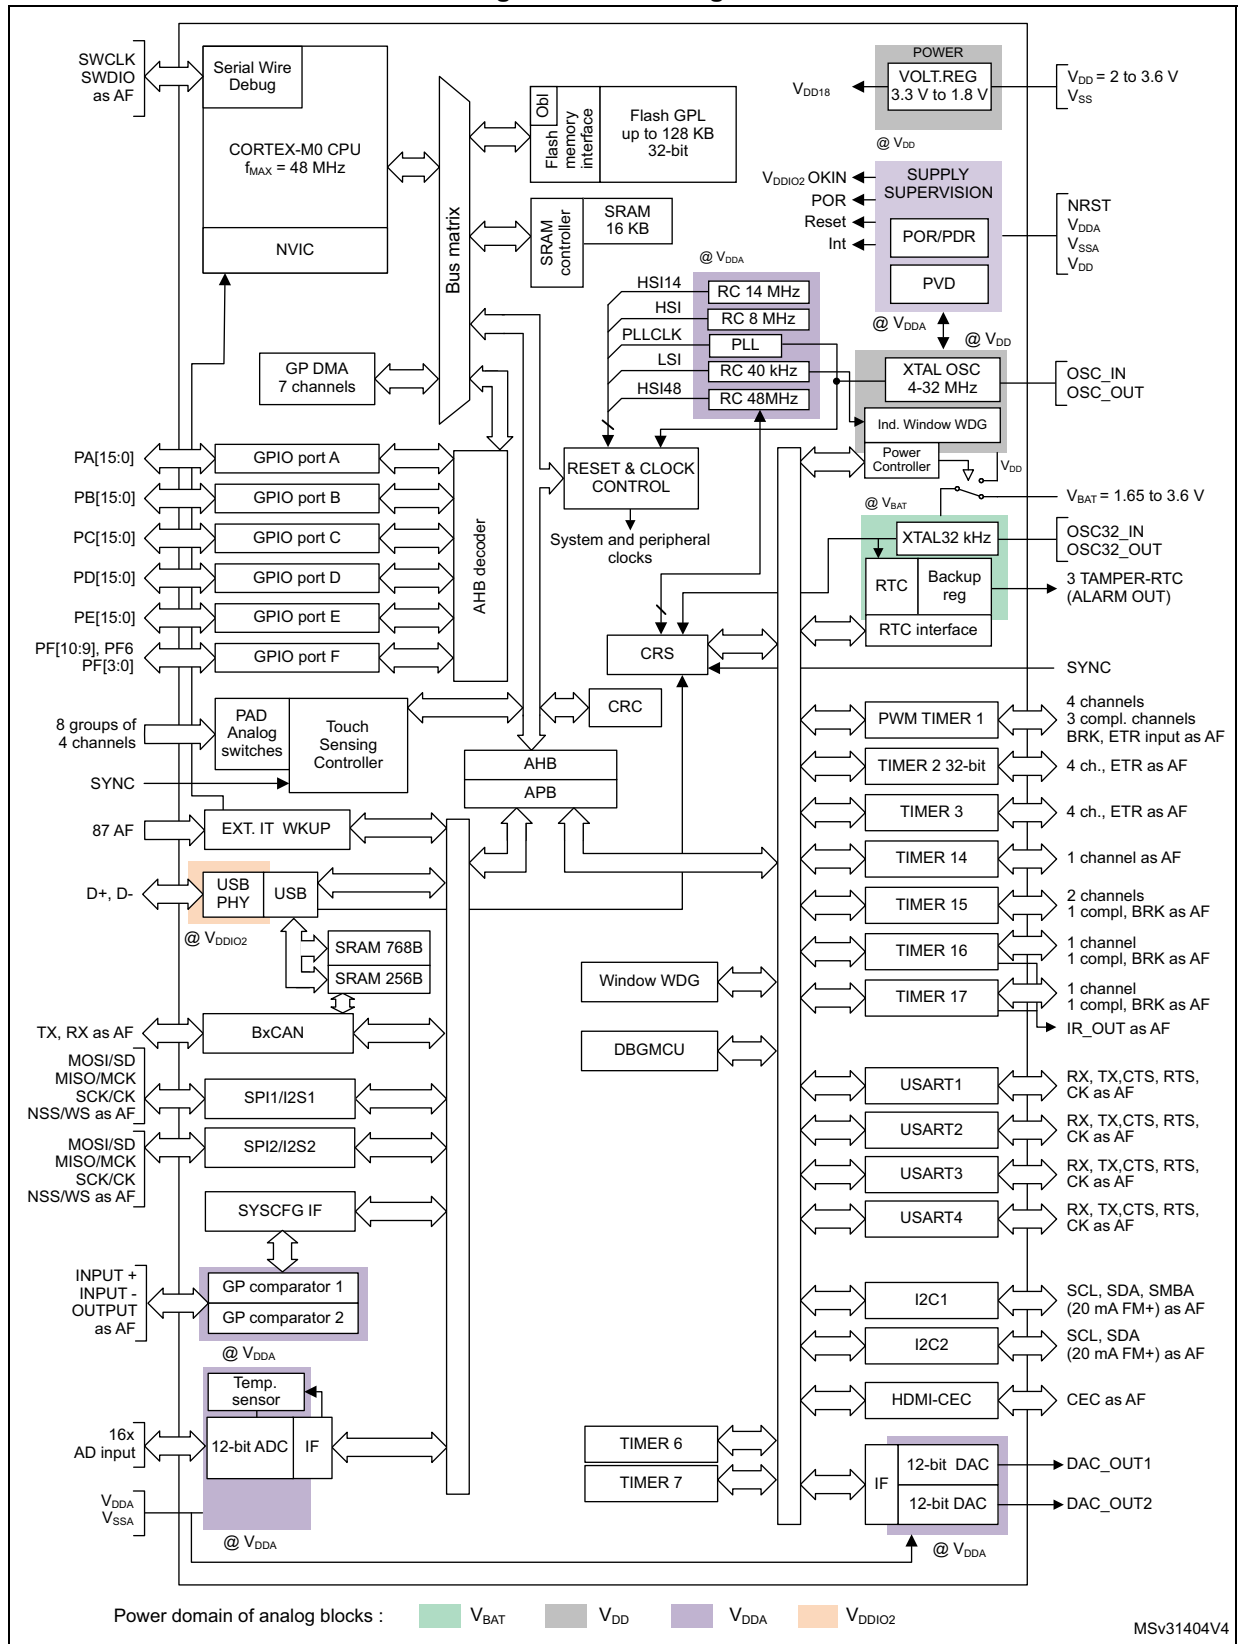 SWCLK
SWDIO
as AF
Serial Wire
Debug
CORTEX-M0 CPU
fMAX = 48 MHz
NVIC
Bus matrix
Obl
Flash
memory
interface
Flash GPL
up to 128 KB
32-bit
SRAM
controller
SRAM
16 KB
POWER
VOLT.REG
3.3 V to 1.8 V
VDD18
VDD = 2 to 3.6 V
VSS
@ VDD
SUPPLY
SUPERVISION
VDDIO2 OKIN
POR
Reset
Int
POR/PDR
PVD
NRST
VDDA
VSSA
VDD
@ VDDA
@ VDDA
@ VDD
HSI14
HSI
PLLCLK
LSI
HSI48
RC 14 MHz
RC 8 MHz
PLL
RC 40 kHz
RC 48MHz
XTAL OSC
4-32 MHz
OSC_IN
OSC_OUT
Ind. Window WDG
Power
Controller
VDD
VBAT = 1.65 to 3.6 V
@ VBAT
GP DMA
7 channels
RESET & CLOCK
CONTROL
System and peripheral
clocks
XTAL32 kHz
OSC32_IN
OSC32_OUT
RTC
Backup
reg
3 TAMPER-RTC
(ALARM OUT)
RTC interface
PA[15:0]
GPIO port A
PB[15:0]
GPIO port B
PC[15:0]
GPIO port C
PD[15:0]
GPIO port D
PE[15:0]
GPIO port E
PF[10:9], PF6
PF[3:0]
GPIO port F
AHB decoder
CRS
SYNC
8 groups of
4 channels
PAD
Analog
switches
Touch
Sensing
Controller
SYNC
CRC
AHB
APB
87 AF
EXT. IT WKUP
D+, D-
USB
PHY
USB
@ VDDIO2
SRAM 768B
SRAM 256B
TX, RX as AF
BxCAN
MOSI/SD
MISO/MCK
SCK/CK
NSS/WS as AF
SPI1/I2S1
MOSI/SD
MISO/MCK
SCK/CK
NSS/WS as AF
SPI2/I2S2
SYSCFG IF
INPUT +
INPUT -
OUTPUT
as AF
GP comparator 1
GP comparator 2
@ VDDA
Temp.
sensor
16x
AD input
12-bit ADC
IF
VDDA
VSSA
@ VDDA
Window WDG
DBGMCU
TIMER 6
TIMER 7
PWM TIMER 1
4 channels
3 compl. channels
BRK, ETR input as AF
TIMER 2 32-bit
4 ch., ETR as AF
TIMER 3
4 ch., ETR as AF
TIMER 14
1 channel as AF
TIMER 15
2 channels
1 compl, BRK as AF
TIMER 16
1 channel
1 compl, BRK as AF
TIMER 17
1 channel
1 compl, BRK as AF
IR_OUT as AF
USART1
RX, TX,CTS, RTS,
CK as AF
USART2
RX, TX,CTS, RTS,
CK as AF
USART3
RX, TX,CTS, RTS,
CK as AF
USART4
RX, TX,CTS, RTS,
CK as AF
I2C1
SCL, SDA, SMBA
(20 mA FM+) as AF
I2C2
SCL, SDA
(20 mA FM+) as AF
HDMI-CEC
CEC as AF
IF
12-bit DAC
DAC_OUT1
12-bit DAC
DAC_OUT2
@ VDDA
Power domain of analog blocks :
VBAT
VDD
VDDA
VDDIO2
MSv31404V4